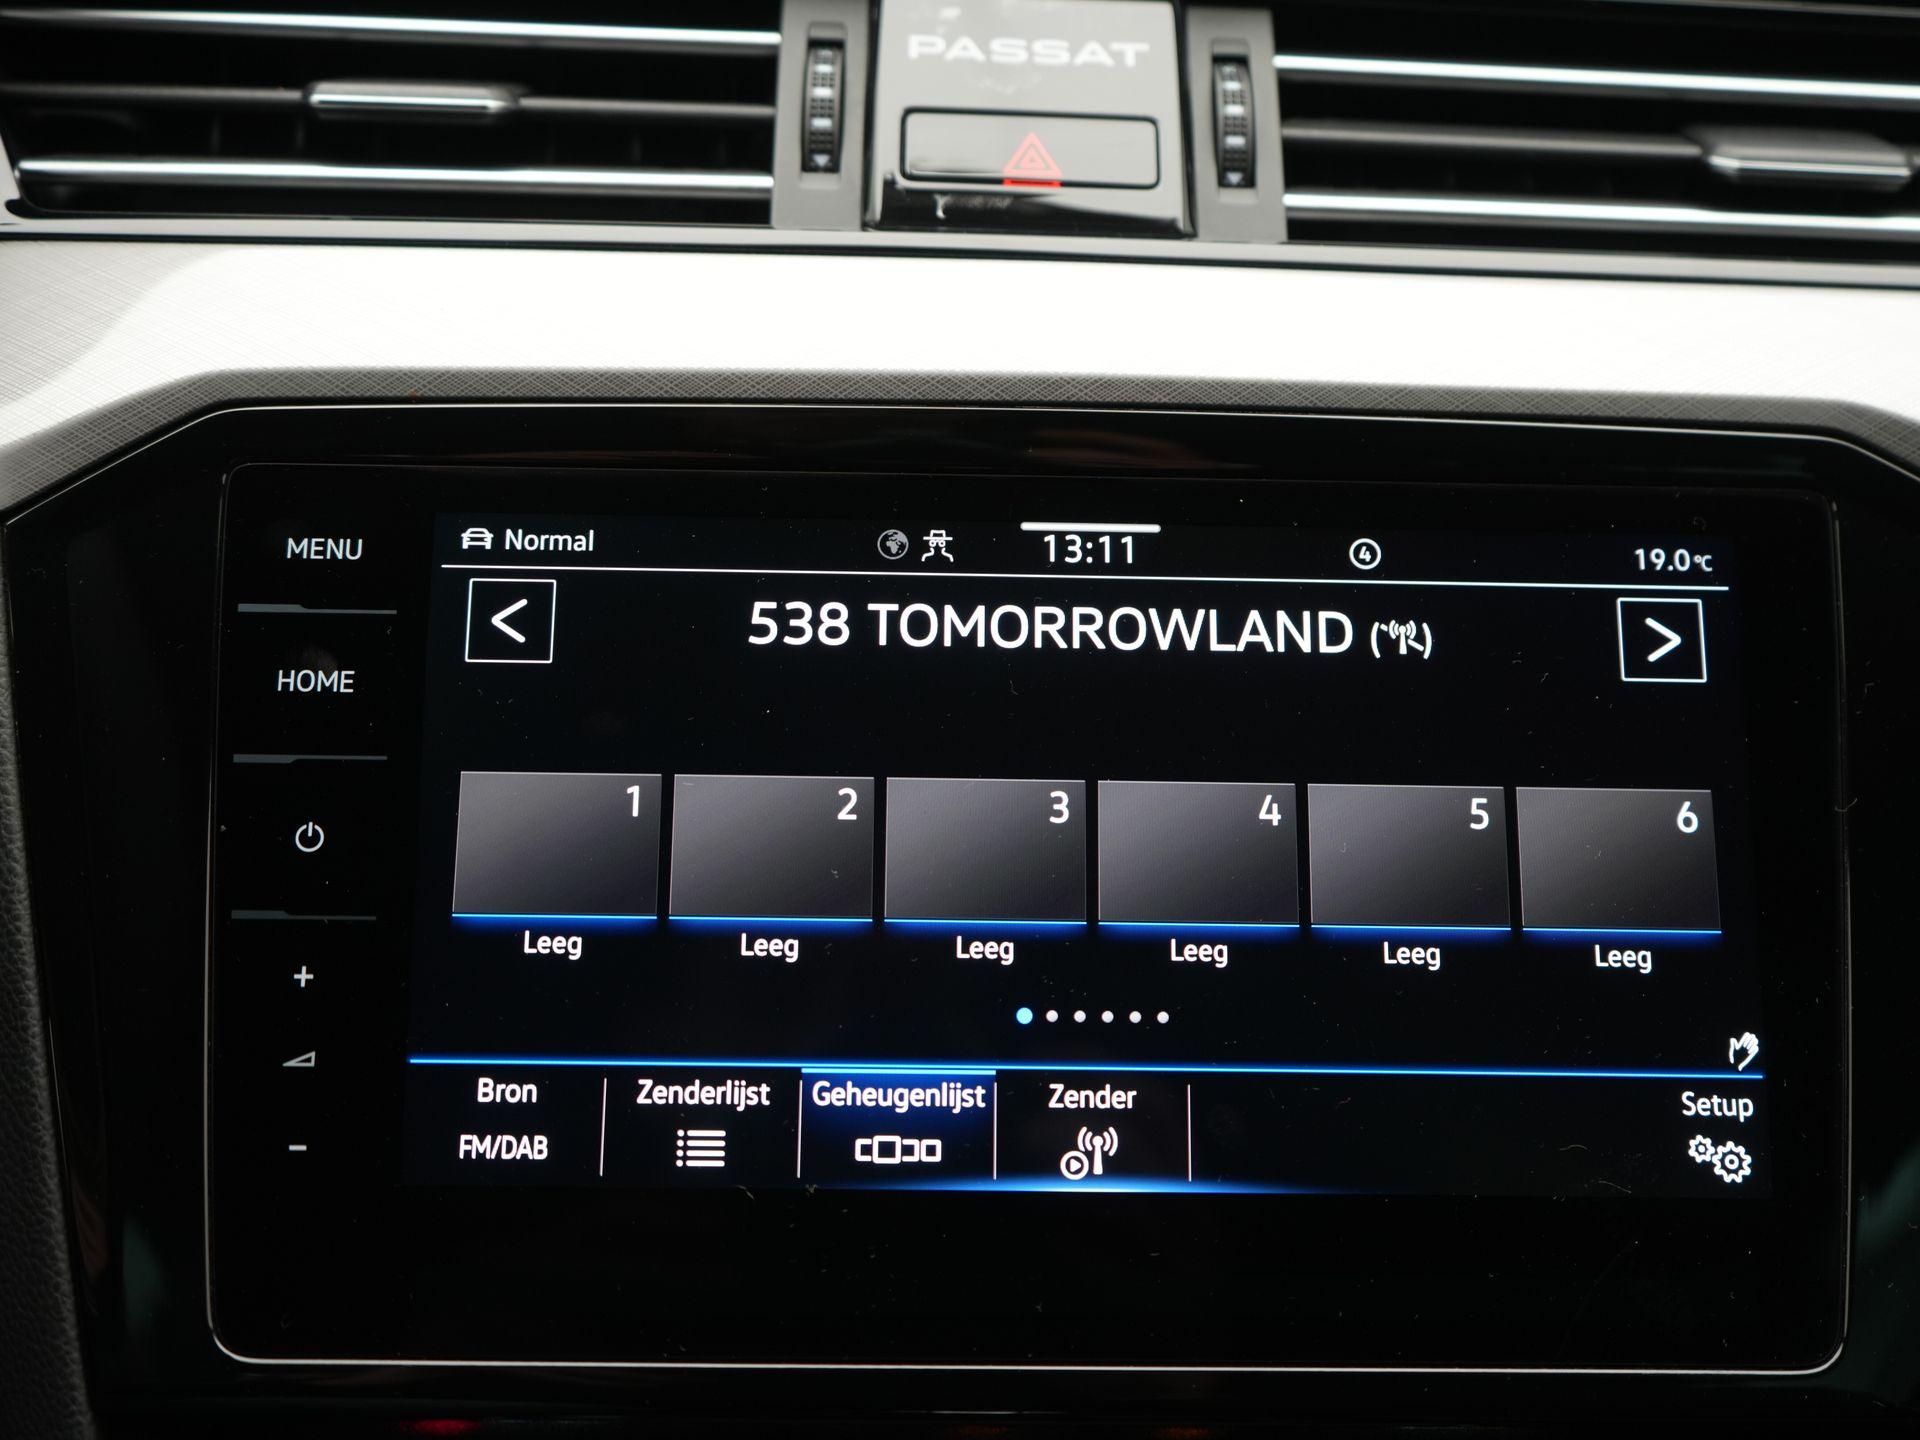 PASSAT
MENU
HOME
Normal
13:11
4
19.0°C
<
538 TOMORROWLAND
>
1
2
3
4
5
6
Leeg
Leeg
Leeg
Leeg
Leeg
Leeg
+
-
Bron
FM/DAB
Zenderlijst
Geheugenlijst
Zender
Setup